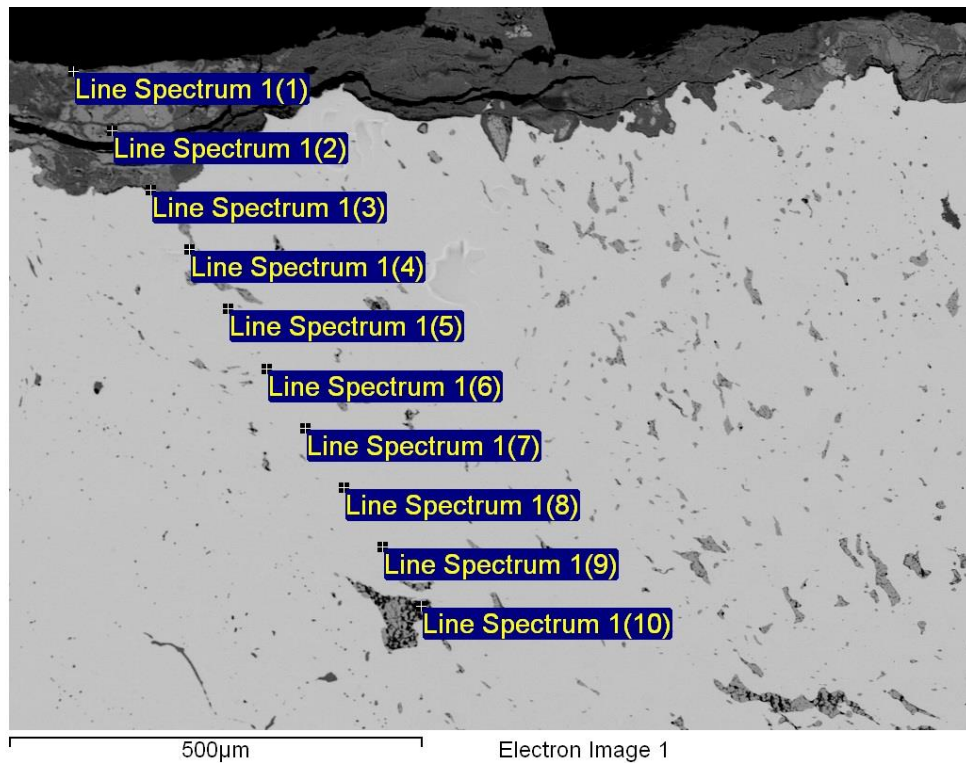 Line Spectrum 1(1)
Line Spectrum 1(2)
Line Spectrum 1(3)
Line Spectrum 1(4)
Line Spectrum 1(5)
Line Spectrum 1(6)
Line Spectrum 1(7)
Line Spectrum 1(8)
Line Spectrum 1(9)
Line Spectrum 1(10)
500µm Electron Image 1